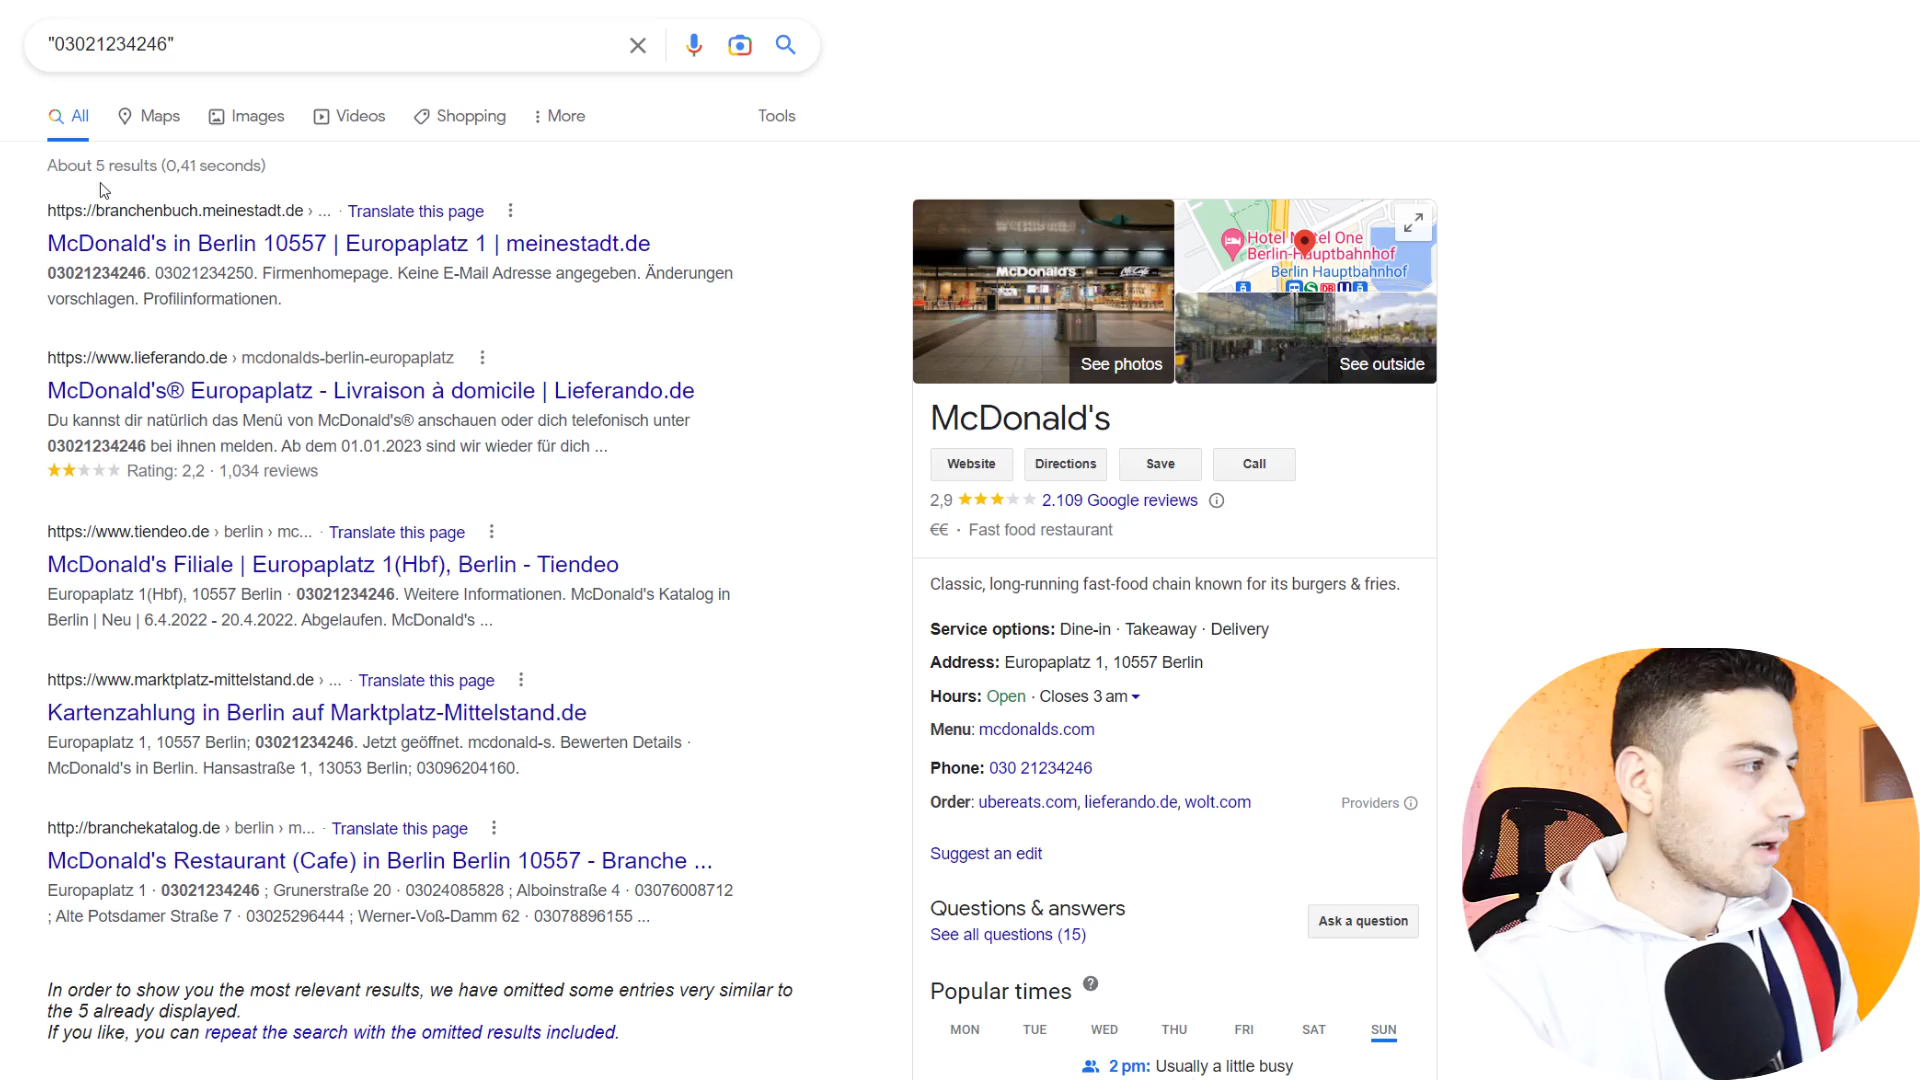 "03021234246"
All
Maps
Images
Videos
Shopping
More
Tools
About 5 results (0,41 seconds)
https://branchenbuch.meinestadt.de › ... · Translate this page
McDonald's in Berlin 10557 | Europaplatz 1 | meinestadt.de
03021234246. 03021234250. Firmenhomepage. Keine E-Mail Adresse angegeben. Änderungen
vorschlagen. Profilinformationen.
https://www.lieferando.de › mcdonalds-berlin-europaplatz
McDonald's® Europaplatz - Livraison à domicile | Lieferando.de
Du kannst dir natürlich das Menü von McDonald's® anschauen oder dich telefonisch unter
03021234246 bei ihnen melden. Ab dem 01.01.2023 sind wir wieder für dich ...
Rating: 2,2 · 1,034 reviews
https://www.tiendeo.de › berlin › mc... · Translate this page
McDonald's Filiale | Europaplatz 1(Hbf), Berlin - Tiendeo
Europaplatz 1(Hbf), 10557 Berlin · 03021234246. Weitere Informationen. McDonald's Katalog in
Berlin | Neu | 6.4.2022 - 20.4.2022. Abgelaufen. McDonald's ...
https://www.marktplatz-mittelstand.de › ... · Translate this page
Kartenzahlung in Berlin auf Marktplatz-Mittelstand.de
Europaplatz 1, 10557 Berlin; 03021234246. Jetzt geöffnet. mcdonald-s. Bewerten Details ·
McDonald's in Berlin. Hansastraße 1, 13053 Berlin; 03096204160.
http://branchekatalog.de › berlin › m... · Translate this page
McDonald's Restaurant (Cafe) in Berlin Berlin 10557 - Branche ...
Europaplatz 1 · 03021234246 ; Grunerstraße 20 · 03024085828 ; Alboinstraße 4 · 03076008712
; Alte Potsdamer Straße 7 · 03025296444 ; Werner-Voß-Damm 62 · 03078896155 ...
In order to show you the most relevant results, we have omitted some entries very similar to
the 5 already displayed.
If you like, you can repeat the search with the omitted results included.
McDonald's
McCafé
See photos
Hotel Motel One
Berlin-Hauptbahnhof
Berlin Hauptbahnhof
S DB
See outside
McDonald's
Website
Directions
Save
Call
2,9 2.109 Google reviews
€€ · Fast food restaurant
Classic, long-running fast-food chain known for its burgers & fries.
Service options: Dine-in · Takeaway · Delivery
Address: Europaplatz 1, 10557 Berlin
Hours: Open · Closes 3 am
Menu: mcdonalds.com
Phone: 030 21234246
Order: ubereats.com, lieferando.de, wolt.com
Providers
Suggest an edit
Questions & answers
See all questions (15)
Ask a question
Popular times
MON TUE WED THU FRI SAT SUN
2 pm: Usually a little busy